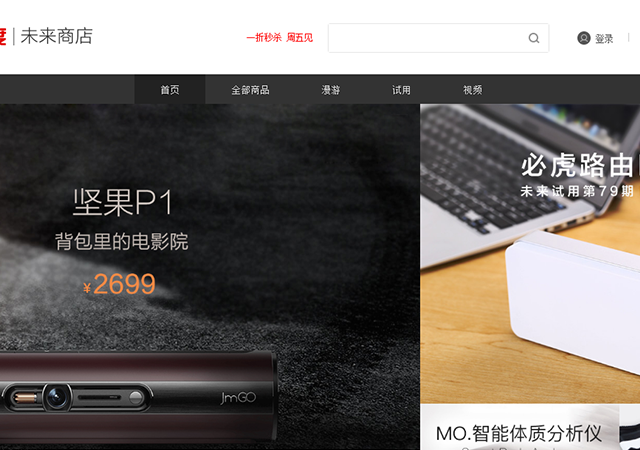 未来商店
一折秒杀 周五见
登录
首页 全部商品 漫游 试用 视频
坚果P1
背包里的电影院
¥2699
JmGO
必虎路由
未来试用第79期
MO.智能体质分析仪